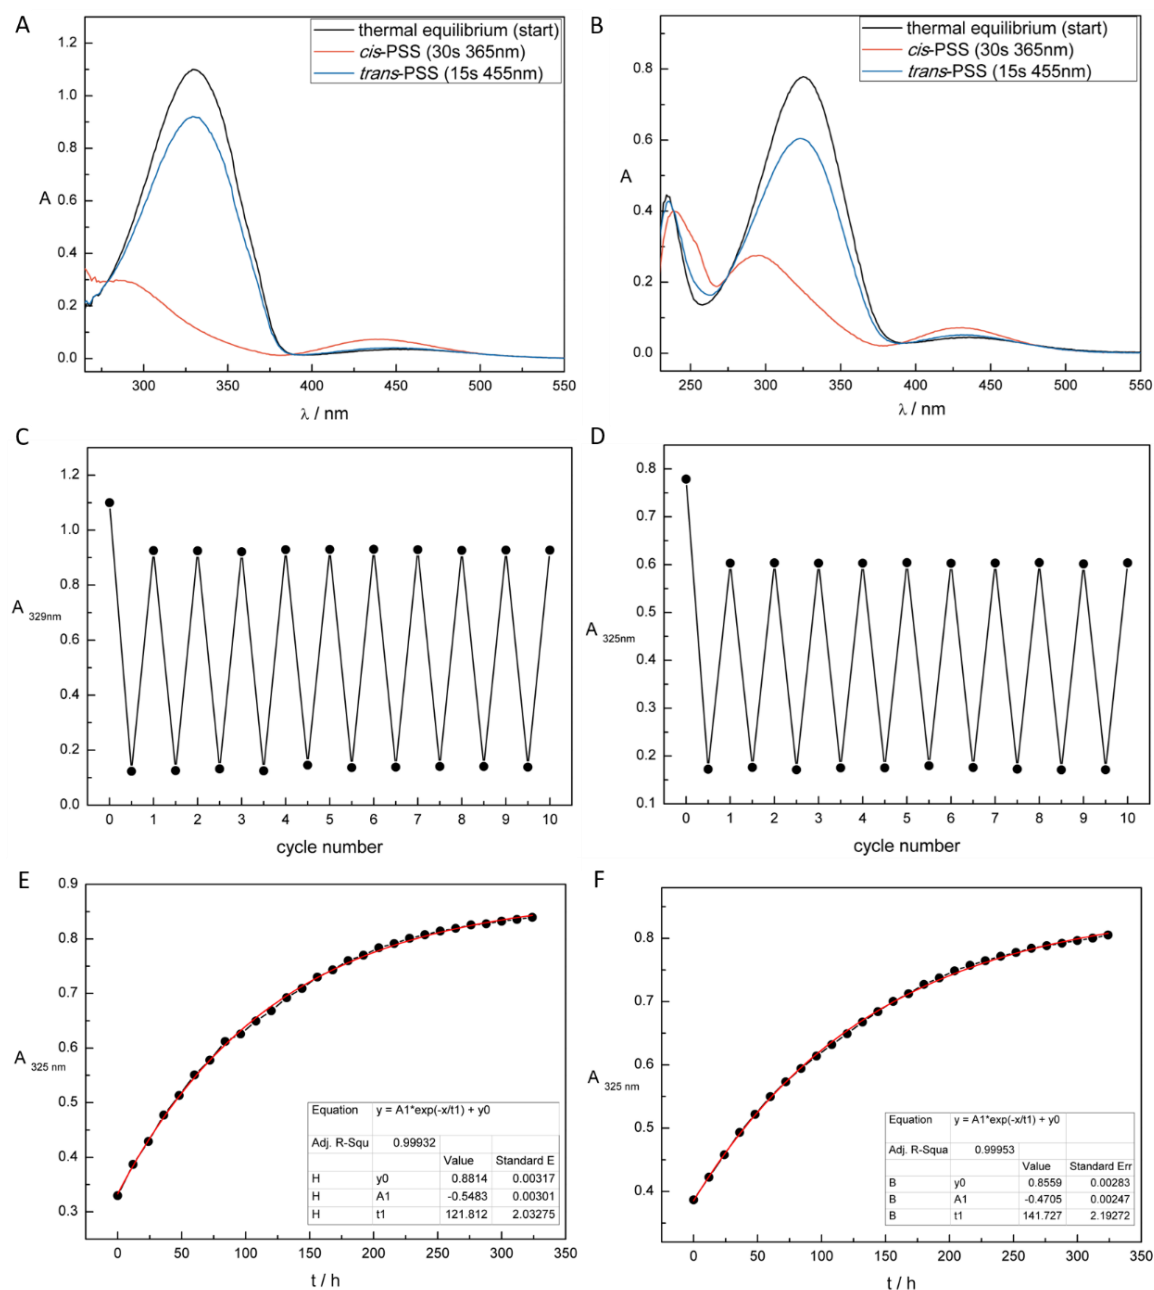 A
thermal equilibrium (start)
cis-PSS (30s 365nm)
trans-PSS (15s 455nm)
1.2
1.0
0.8
0.6
0.4
0.2
0.0
A
300
350
400
450
500
550
λ / nm
B
thermal equilibrium (start)
cis-PSS (30s 365nm)
trans-PSS (15s 455nm)
0.8
0.6
0.4
0.2
0.0
A
250
300
350
400
450
500
550
λ / nm
C
1.2
1.0
0.8
0.6
0.4
0.2
0.0
A 329nm
0 1 2 3 4 5 6 7 8 9 10
cycle number
D
0.8
0.7
0.6
0.5
0.4
0.3
0.2
0.1
A 325nm
0 1 2 3 4 5 6 7 8 9 10
cycle number
E
0.9
0.8
0.7
0.6
0.5
0.4
0.3
A 325 nm
Equation y = A1*exp(-x/t1) + y0
Adj. R-Squ 0.99932
Value Standard E
H y0 0.8814 0.00317
H A1 -0.5483 0.00301
H t1 121.812 2.03275
0 50 100 150 200 250 300 350
t / h
F
0.8
0.7
0.6
0.5
0.4
A 325 nm
Equation y = A1*exp(-x/t1) + y0
Adj. R-Squa 0.99953
Value Standard Err
B y0 0.8559 0.00283
B A1 -0.4705 0.00247
B t1 141.727 2.19272
0 50 100 150 200 250 300 350
t / h